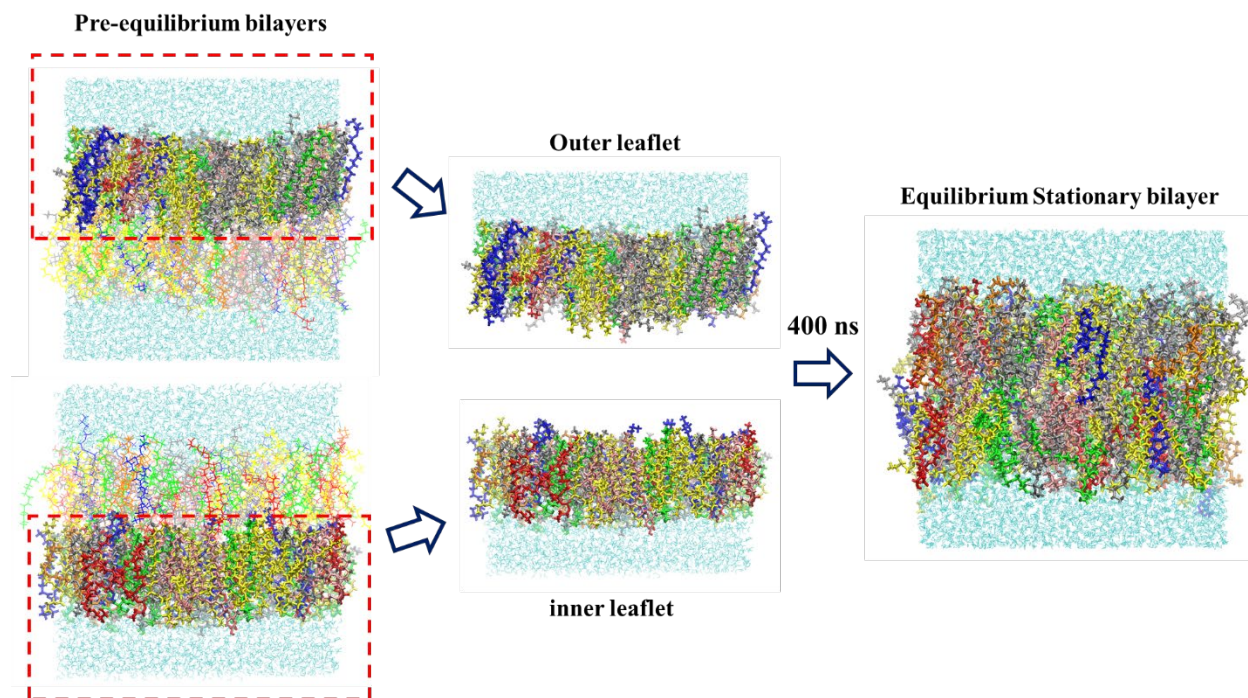 Pre-equilibrium bilayers
Outer leaflet
Equilibrium Stationary bilayer
400 ns
inner leaflet